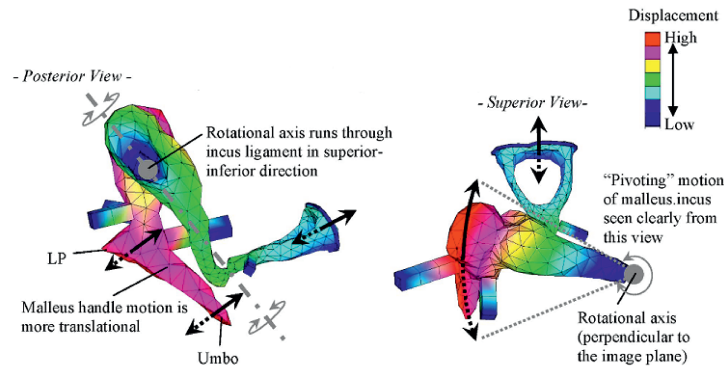 Displacement
High
Low
- Posterior View -
Rotational axis runs through
incus ligament in superior-
inferior direction
LP
Malleus handle motion is
more translational
Umbo
- Superior View-
“Pivoting” motion
of malleus.incus
seen clearly from
this view
Rotational axis
(perpendicular to
the image plane)